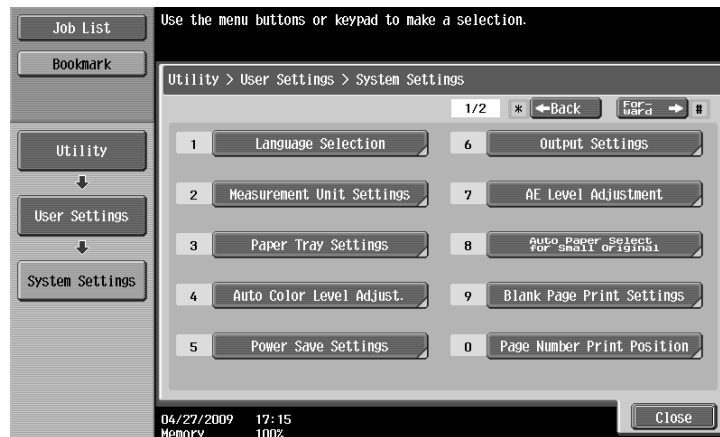 Use the menu buttons or keypad to make a selection.
Job List
Bookmark
Utility > User Settings > System Settings
1/2 * ←Back For-ward → #
Utility
User Settings
System Settings
1 Language Selection
2 Measurement Unit Settings
3 Paper Tray Settings
4 Auto Color Level Adjust.
5 Power Save Settings
6 Output Settings
7 AE Level Adjustment
8 Auto Paper Select
for Small Original
9 Blank Page Print Settings
0 Page Number Print Position
04/27/2009 17:15
Memory 100%
Close